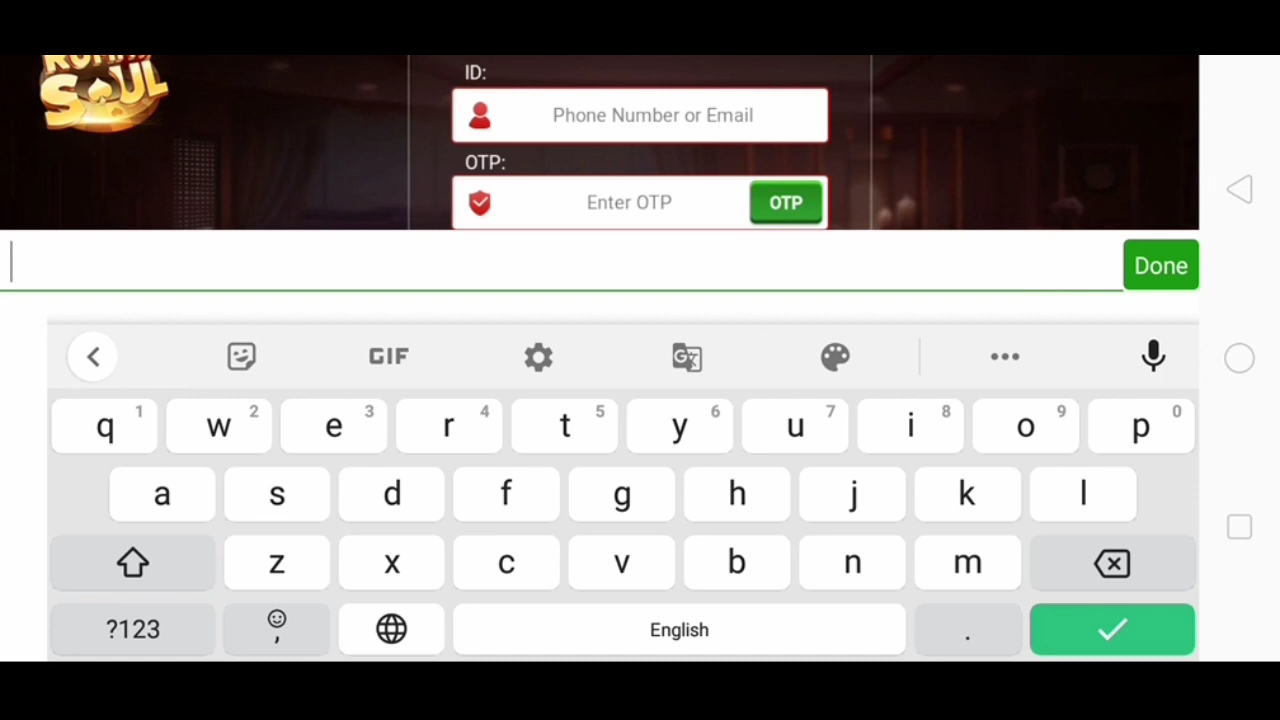 SOUL
ID:
Phone Number or Email
OTP:
Enter OTP
OTP
Done
GIF
G
1 2 3 4 5 6 7 8 9 0
q w e r t y u i o p
a s d f g h j k l
z x c v b n m
?123 , English .